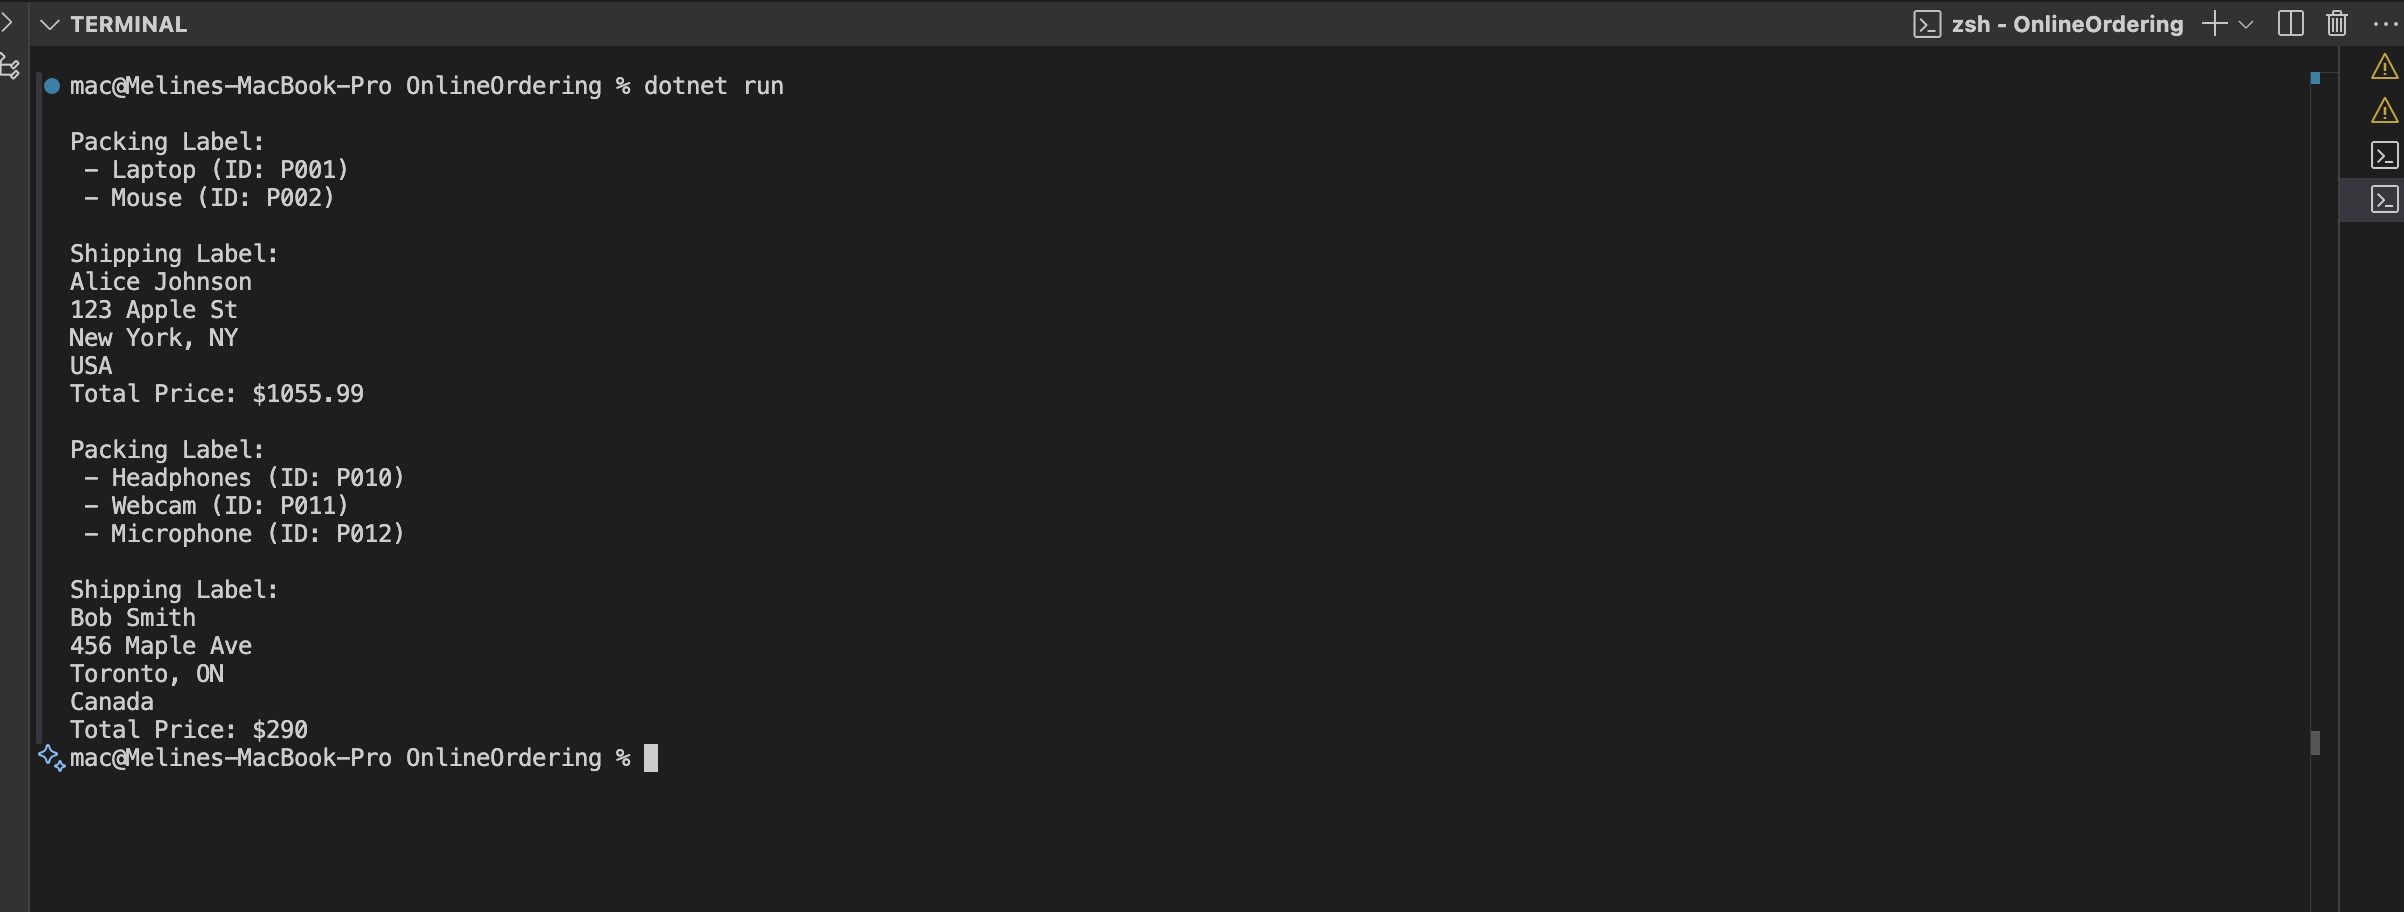 TERMINAL
zsh - OnlineOrdering
mac@Melines-MacBook-Pro OnlineOrdering % dotnet run
Packing Label:
- Laptop (ID: P001)
- Mouse (ID: P002)
Shipping Label:
Alice Johnson
123 Apple St
New York, NY
USA
Total Price: $1055.99
Packing Label:
- Headphones (ID: P010)
- Webcam (ID: P011)
- Microphone (ID: P012)
Shipping Label:
Bob Smith
456 Maple Ave
Toronto, ON
Canada
Total Price: $290
mac@Melines-MacBook-Pro OnlineOrdering %